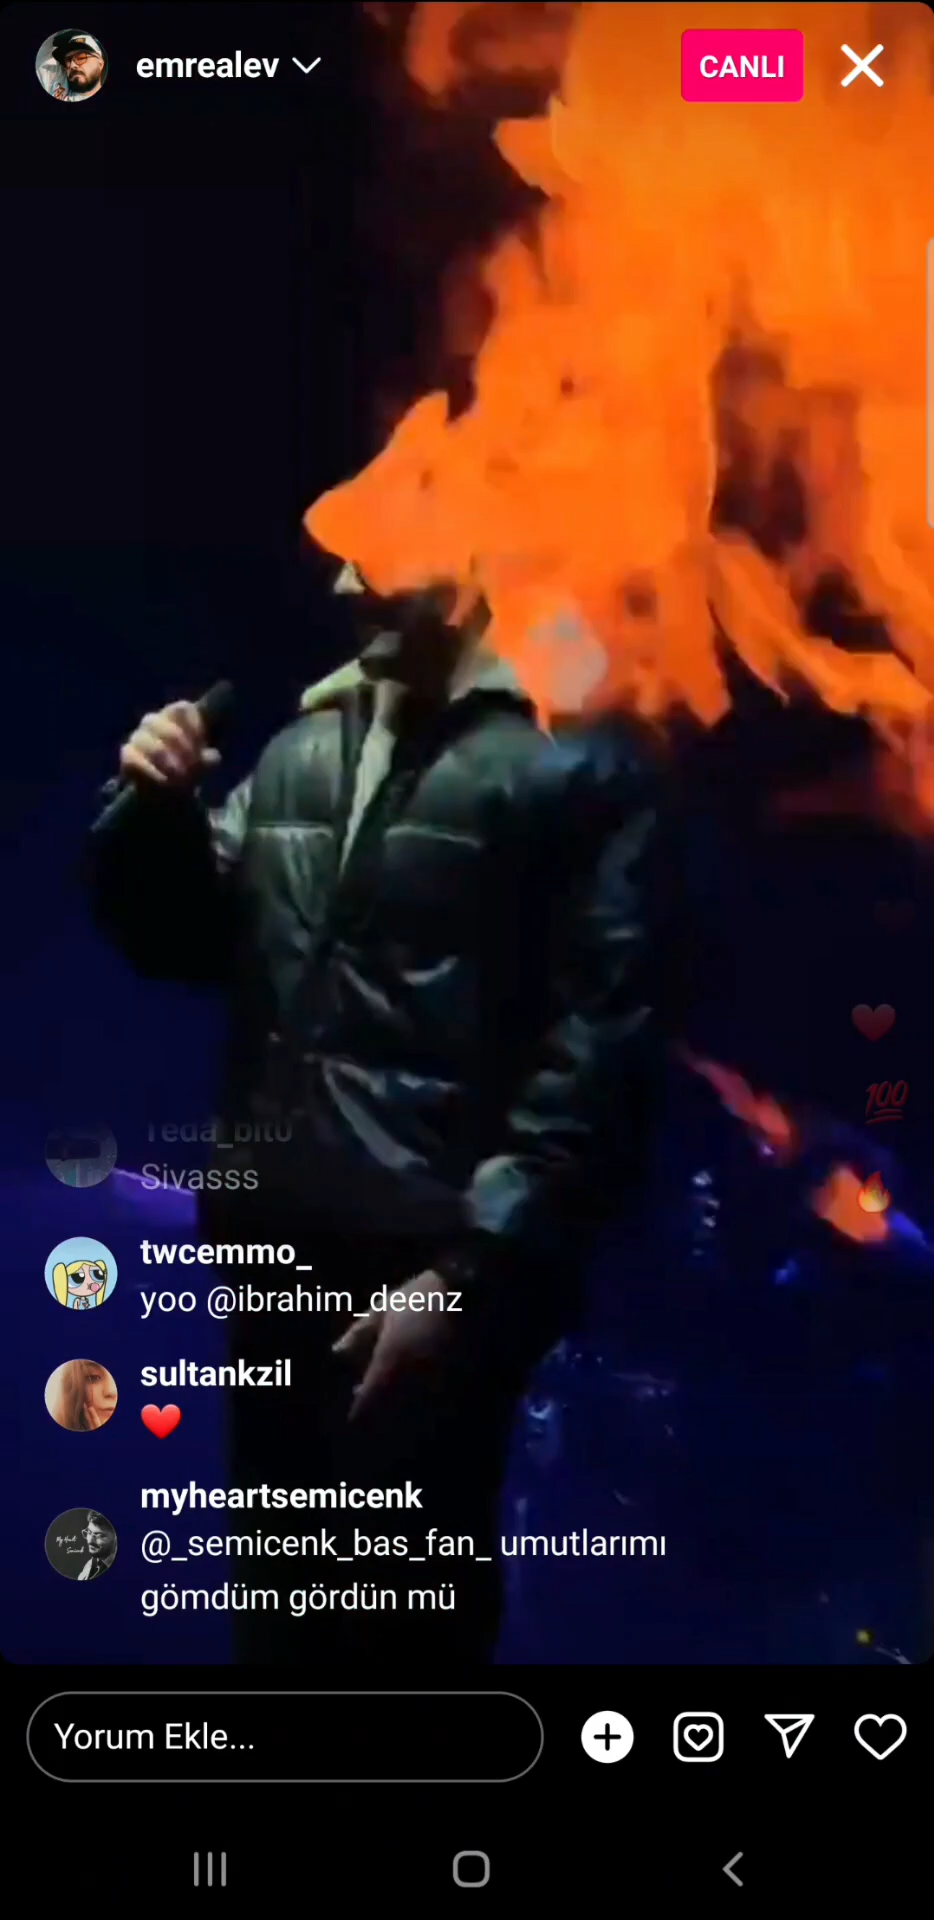 emrealev
CANLI
Sivasss
twcemmo_
yoo @ibrahim_deenz
sultankzil
❤️
myheartsemicenk
@_semicenk_bas_fan_ umutlarımı
gömdüm gördün mü
Yorum Ekle...